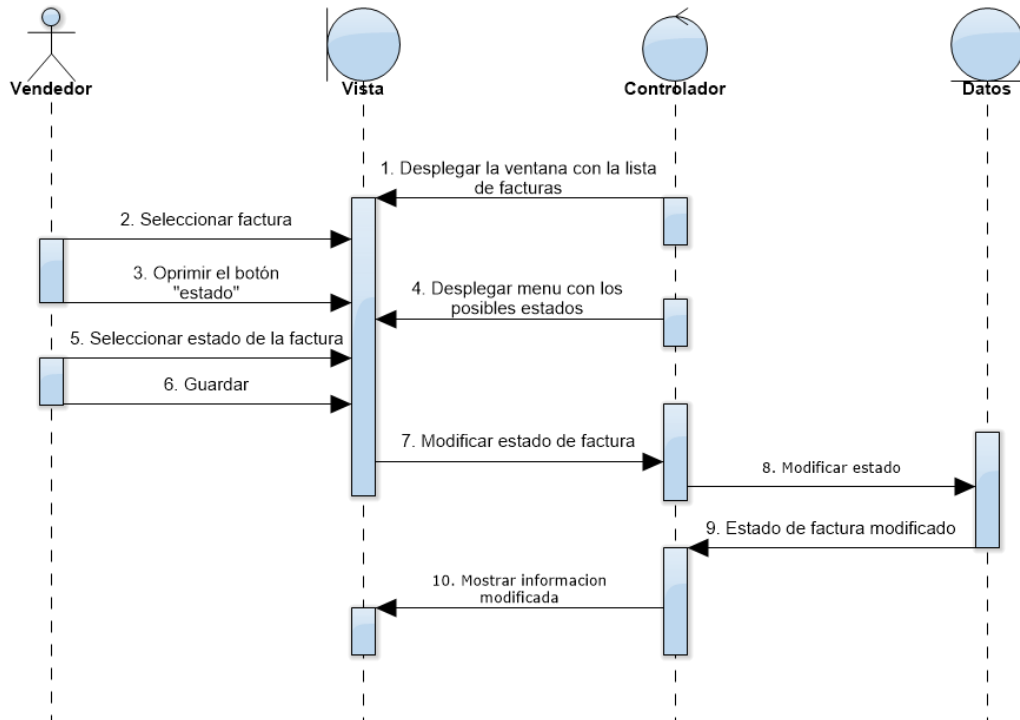 Vendedor
Vista
Controlador
Datos
1. Desplegar la ventana con la lista
de facturas
2. Seleccionar factura
3. Oprimir el botón
"estado"
4. Desplegar menu con los
posibles estados
5. Seleccionar estado de la factura
6. Guardar
7. Modificar estado de factura
8. Modificar estado
9. Estado de factura modificado
10. Mostrar informacion
modificada